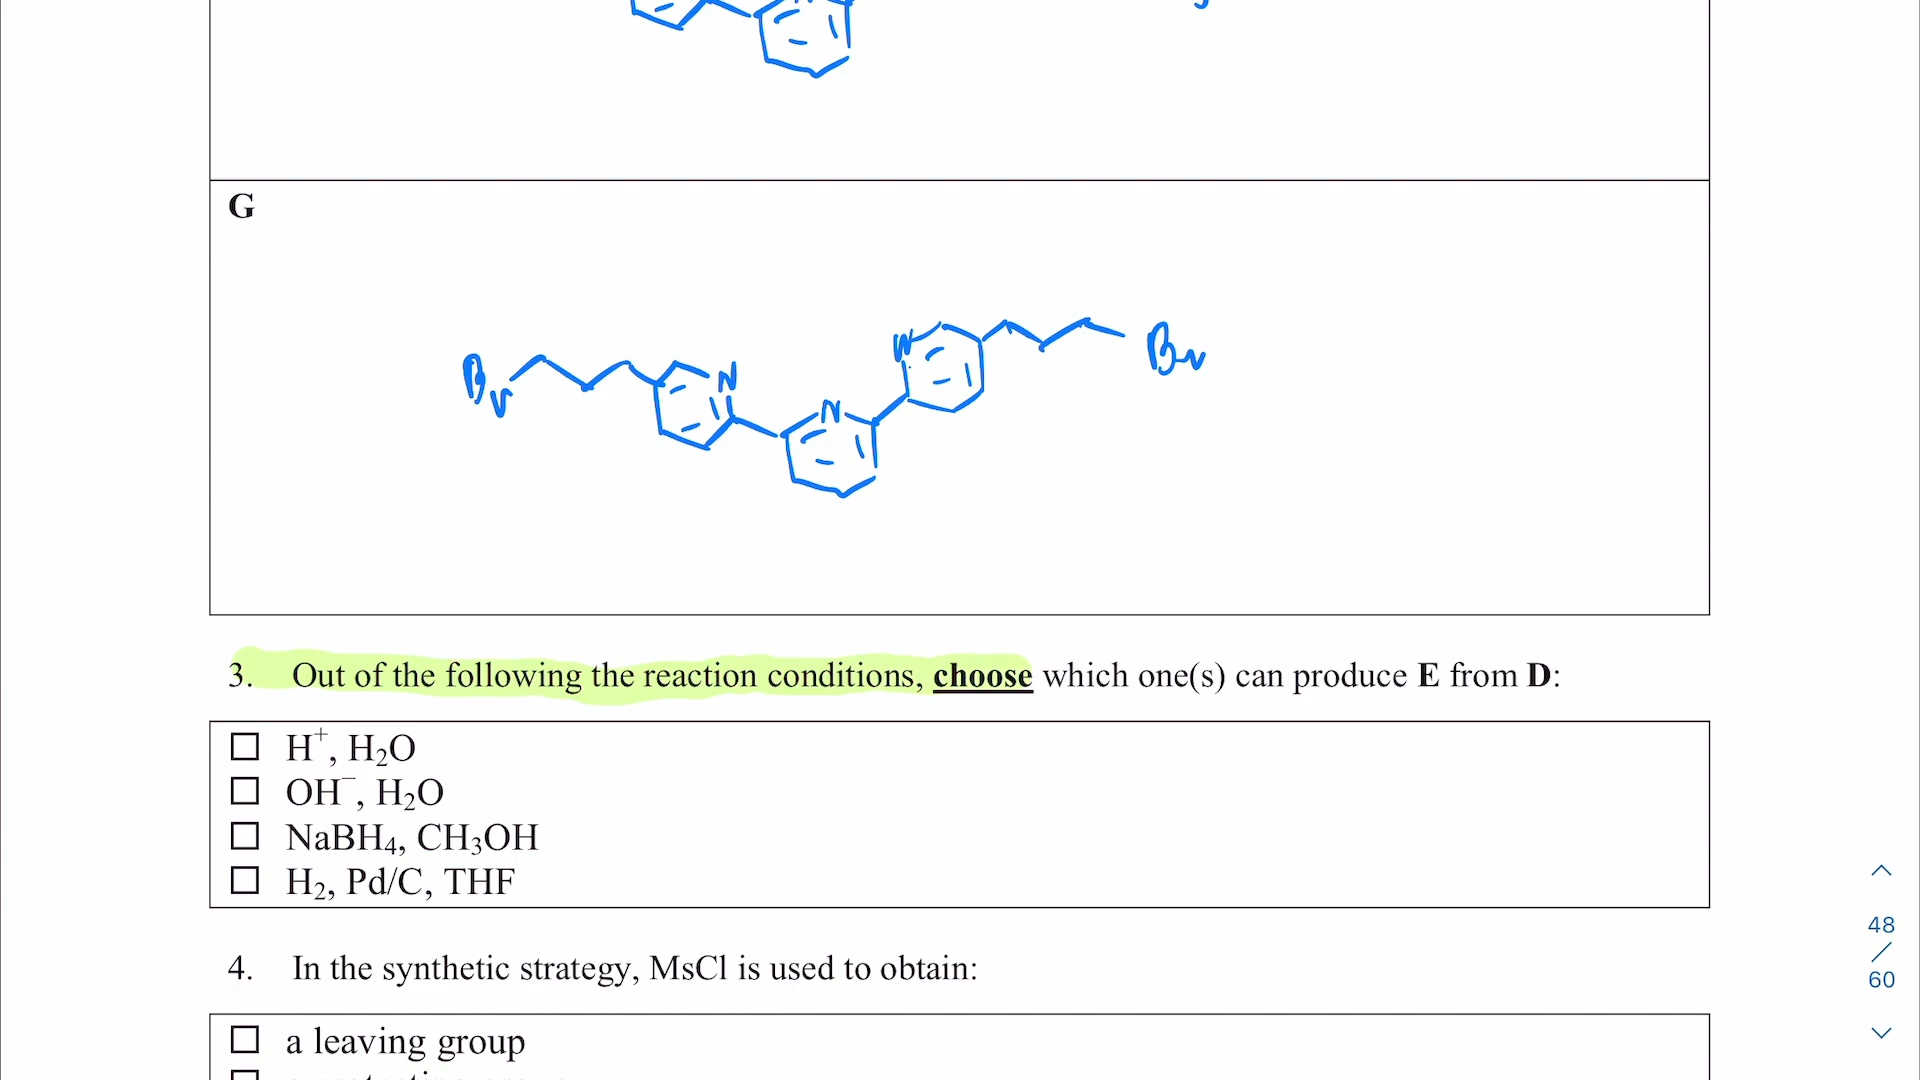 G
Br
N
N
N
Br
3. Out of the following the reaction conditions, choose which one(s) can produce E from D:
☐ H⁺, H₂O
☐ OH⁻, H₂O
☐ NaBH₄, CH₃OH
☐ H₂, Pd/C, THF
48
/
60
4. In the synthetic strategy, MsCl is used to obtain:
☐ a leaving group